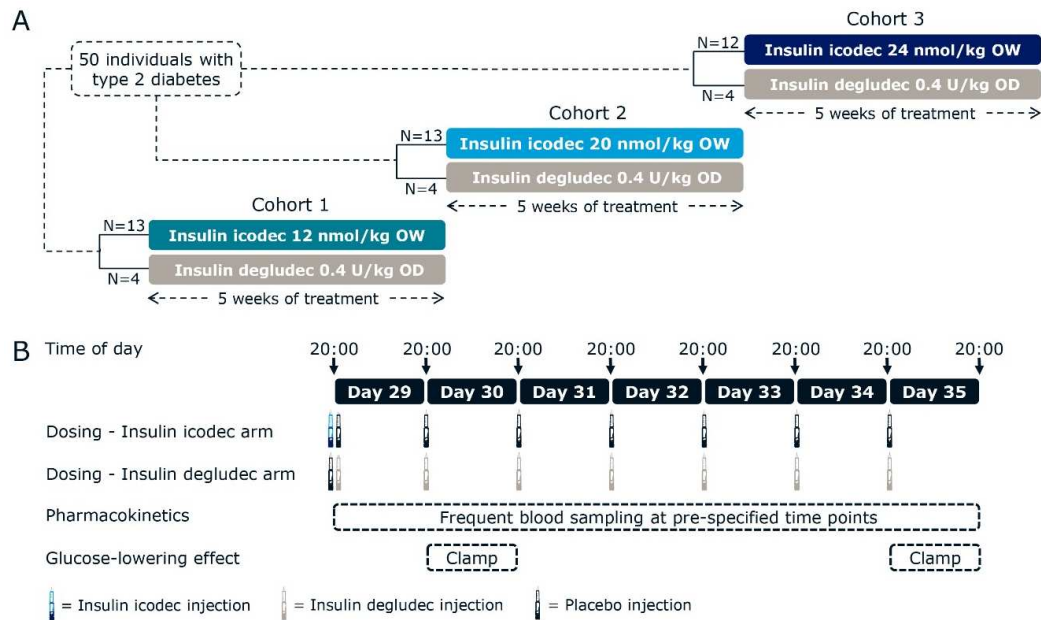 A
Cohort 3
N=12
Insulin icodec 24 nmol/kg OW
50 individuals with
type 2 diabetes
N=4
Insulin degludec 0.4 U/kg OD
Cohort 2
5 weeks of treatment
N=13
Insulin icodec 20 nmol/kg OW
N=4
Insulin degludec 0.4 U/kg OD
Cohort 1
5 weeks of treatment
N=13
Insulin icodec 12 nmol/kg OW
N=4
Insulin degludec 0.4 U/kg OD
5 weeks of treatment
B
Time of day 20:00 20:00 20:00 20:00 20:00 20:00 20:00 20:00
Day 29 Day 30 Day 31 Day 32 Day 33 Day 34 Day 35
Dosing - Insulin icodec arm
Dosing - Insulin degludec arm
Pharmacokinetics Frequent blood sampling at pre-specified time points
Glucose-lowering effect Clamp Clamp
= Insulin icodec injection = Insulin degludec injection = Placebo injection